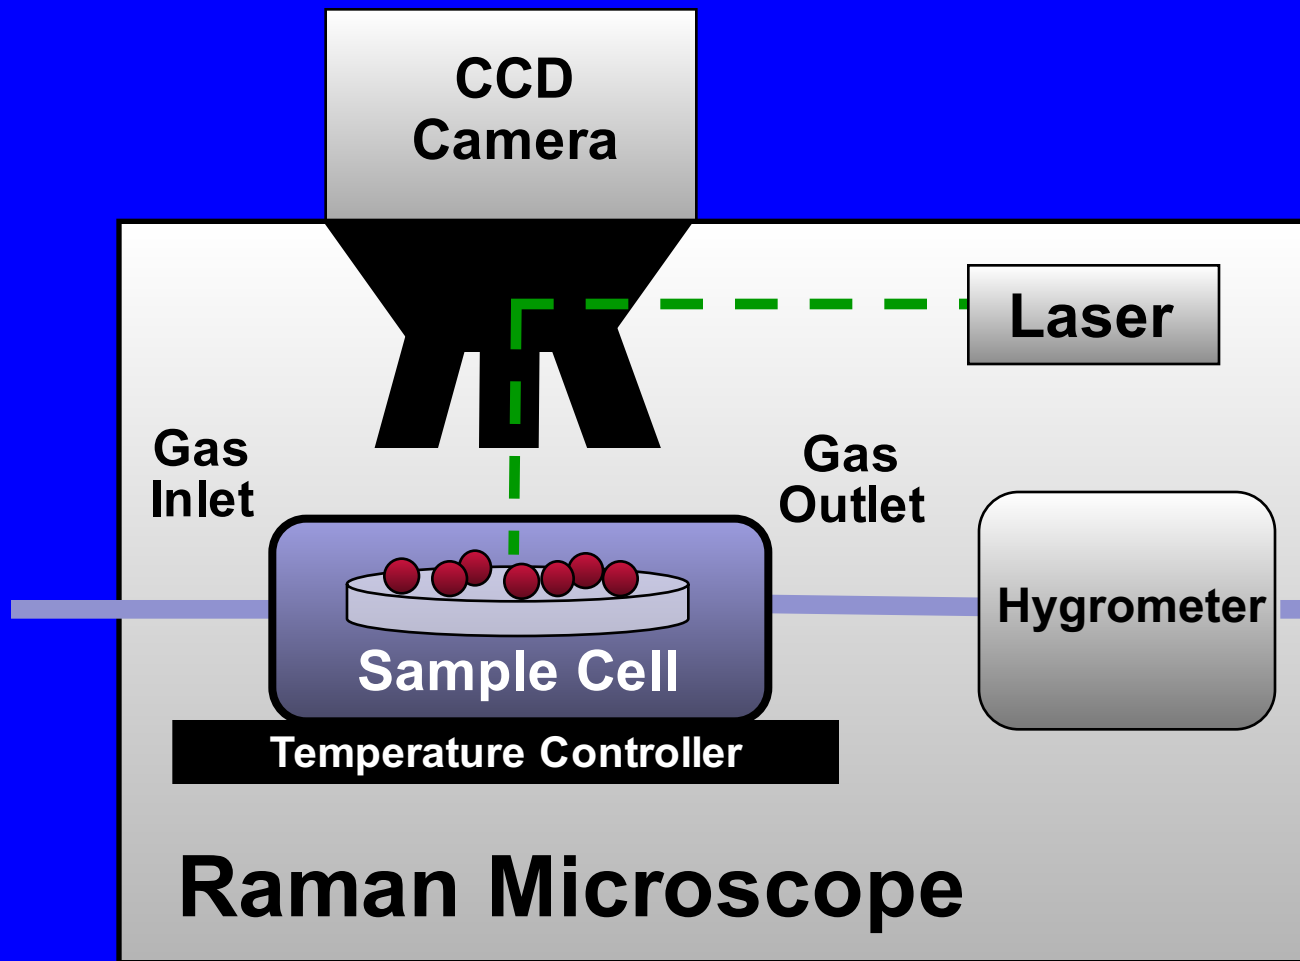 CCD
Camera
Laser
Gas
Inlet
Gas
Outlet
Hygrometer
Sample Cell
Temperature Controller
Raman Microscope